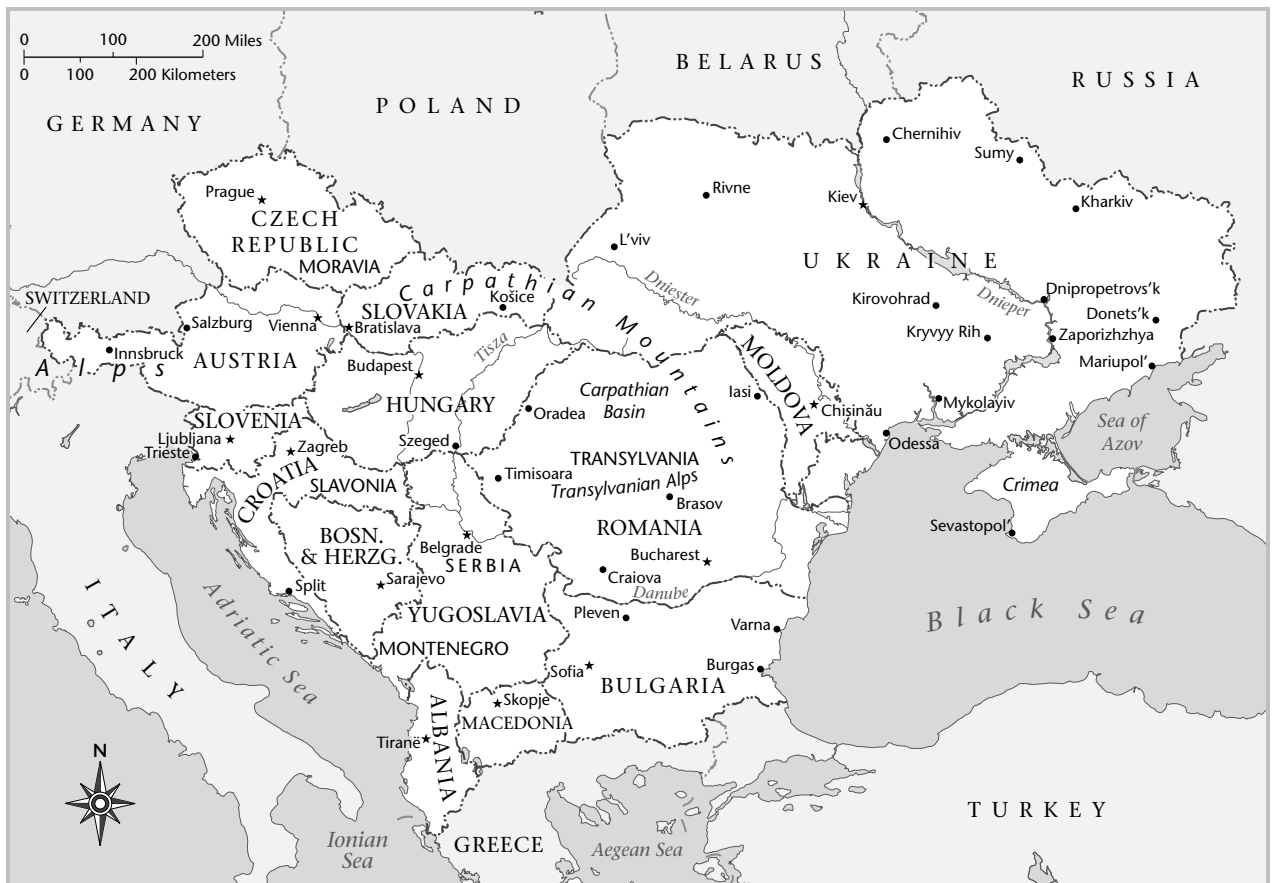 0 100 200 Miles
0 100 200 Kilometers
BELARUS
RUSSIA
POLAND
GERMANY
Chernihiv
Sumy
Prague
Rivne
Kiev
Kharkiv
CZECH
REPUBLIC
MORAVIA
L'viv
UKRAINE
Carpathian Mountains
Dniester
Dnieper
SWITZERLAND
SLOVAKIA
Košice
Kirovohrad
Dnipropetrovs'k
Donets'k
Salzburg
Vienna
Bratislava
Kryvyy Rih
Zaporizhzhya
Innsbruck
Alps
AUSTRIA
Budapest
Tisza
MOLDOVA
Mariupol'
Carpathian
Basin
Iasi
Chisinău
Mykolayiv
HUNGARY
Oradea
SLOVENIA
Ljubljana
Trieste
Zagreb
Szeged
Odessa
Sea of
Azov
CROATIA
SLAVONIA
Timisoara
TRANSYLVANIA
Transylvanian Alps
Brasov
Crimea
BOSN.
& HERZG.
Belgrade
SERBIA
ROMANIA
Bucharest
Sevastopol'
Split
Sarajevo
Craiova
Danube
ITALY
Adriatic Sea
YUGOSLAVIA
Pleven
Varna
Black Sea
MONTENEGRO
Sofia
Burgas
BULGARIA
ALBANIA
Skopje
MACEDONIA
Tiranë
N
Ionian
Sea
GREECE
Aegean Sea
TURKEY